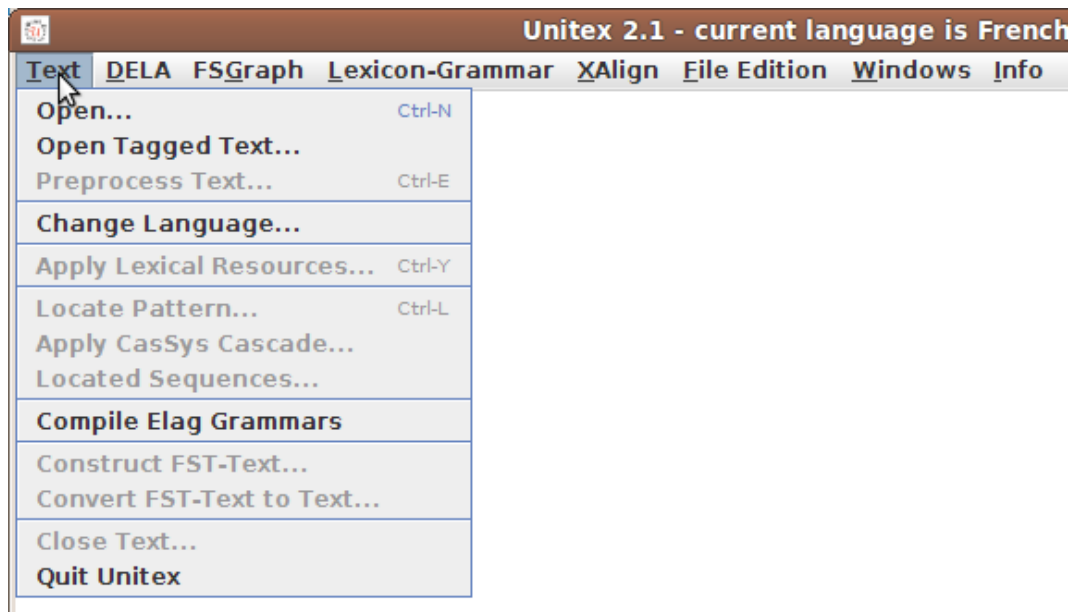 Unitex 2.1 - current language is French
Text DELA FSGraph Lexicon-Grammar XAlign File Edition Windows Info
Open... Ctrl-N
Open Tagged Text...
Preprocess Text... Ctrl-E
Change Language...
Apply Lexical Resources... Ctrl-Y
Locate Pattern... Ctrl-L
Apply CasSys Cascade...
Located Sequences...
Compile Elag Grammars
Construct FST-Text...
Convert FST-Text to Text...
Close Text...
Quit Unitex